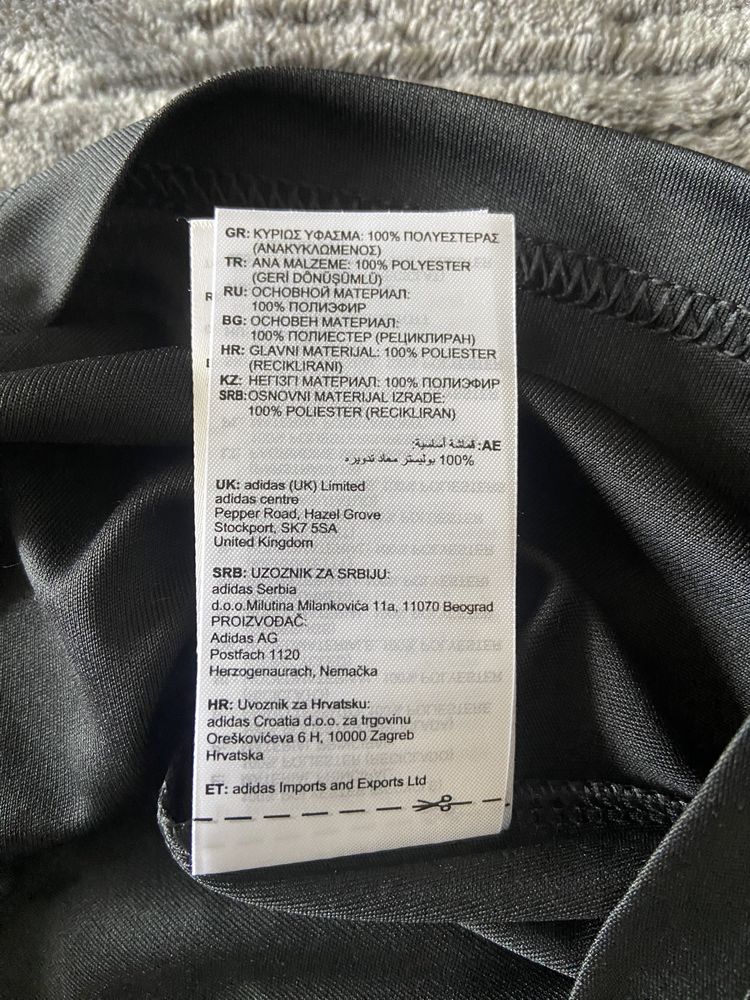 GR: ΚΥΡΙΩΣ ΥΦΑΣΜΑ: 100% ΠΟΛΥΕΣΤΕΡΑΣ
(ΑΝΑΚΥΚΛΩΜΕΝΟΣ)
TR: ANA MALZEME: 100% POLYESTER
(GERİ DÖNÜŞÜMLÜ)
RU: ОСНОВНОЙ МАТЕРИАЛ:
100% ПОЛИЭФИР
BG: ОСНОВЕН МАТЕРИАЛ:
100% ПОЛИЕСТЕР (РЕЦИКЛИРАН)
HR: GLAVNI MATERIJAL: 100% POLIESTER
(RECIKLIRANI)
KZ: НЕГІЗГІ МАТЕРИАЛ: 100% ПОЛИЭФИР
SRB: OSNOVNI MATERIJAL IZRADE:
100% POLIESTER (RECIKLIRAN)
AE: قماشة أساسية:
100% بوليستر معاد تدويره
UK: adidas (UK) Limited
adidas centre
Pepper Road, Hazel Grove
Stockport, SK7 5SA
United Kingdom
SRB: UZOZNIK ZA SRBIJU:
adidas Serbia
d.o.o.Milutina Milankovića 11a, 11070 Beograd
PROIZVOĐAČ:
Adidas AG
Postfach 1120
Herzogenaurach, Nemačka
HR: Uvoznik za Hrvatsku:
adidas Croatia d.o.o. za trgovinu
Oreškovićeva 6 H, 10000 Zagreb
Hrvatska
ET: adidas Imports and Exports Ltd